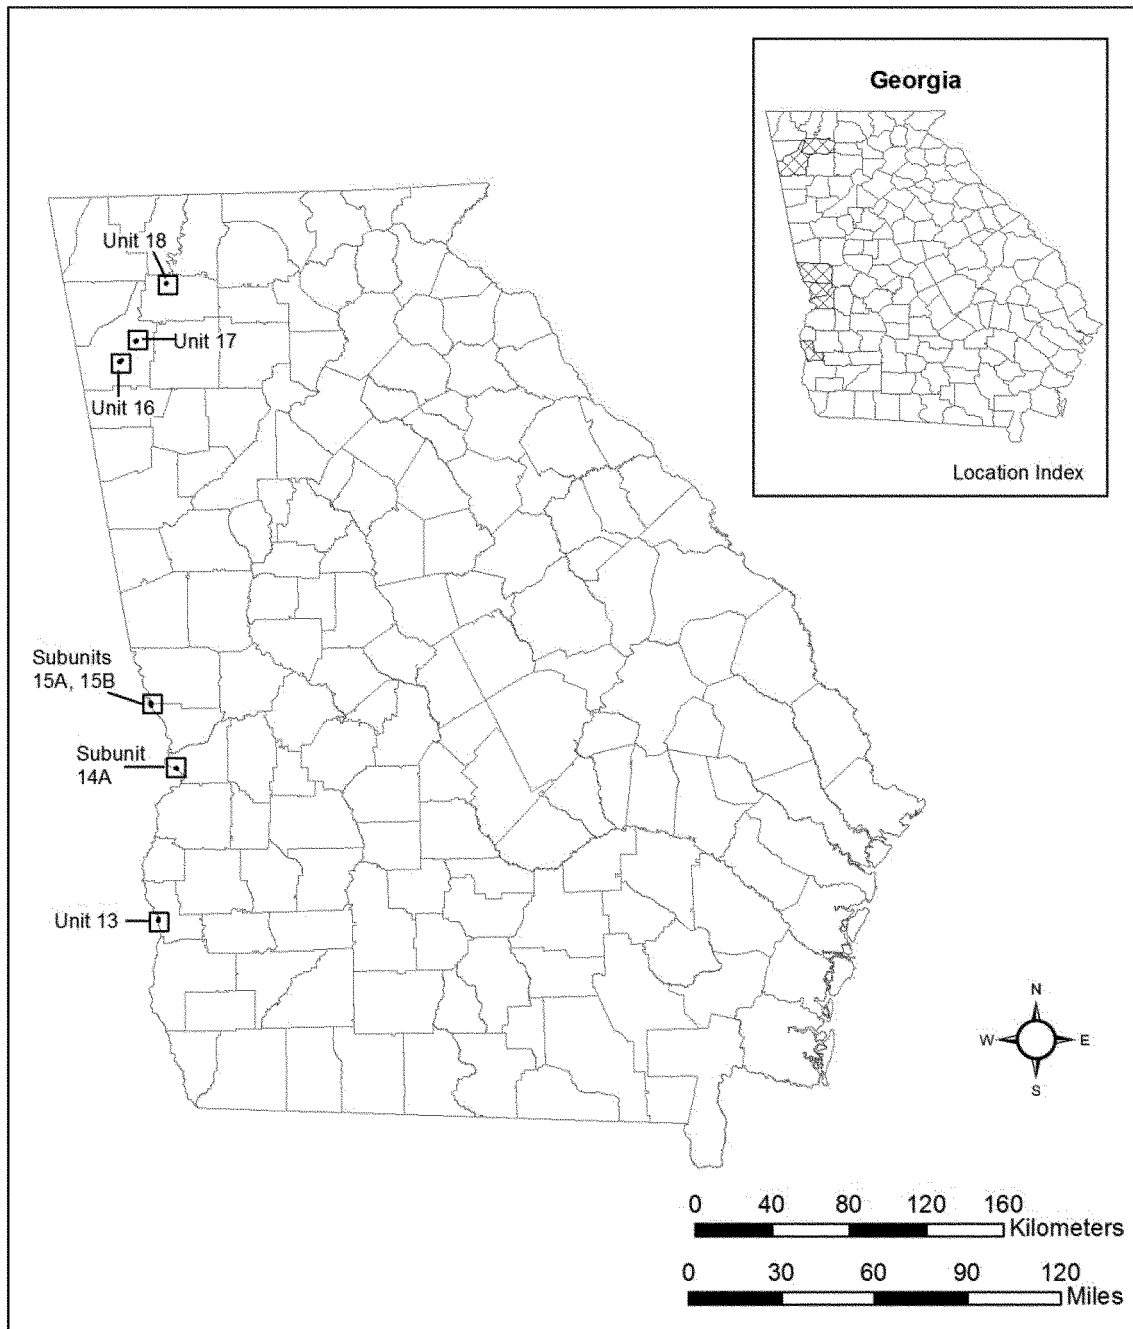 Georgia
Location Index
Unit 18
Unit 17
Unit 16
Subunits
15A, 15B
Subunit
14A
Unit 13
N
W E
S
0 40 80 120 160
Kilometers
0 30 60 90 120
Miles